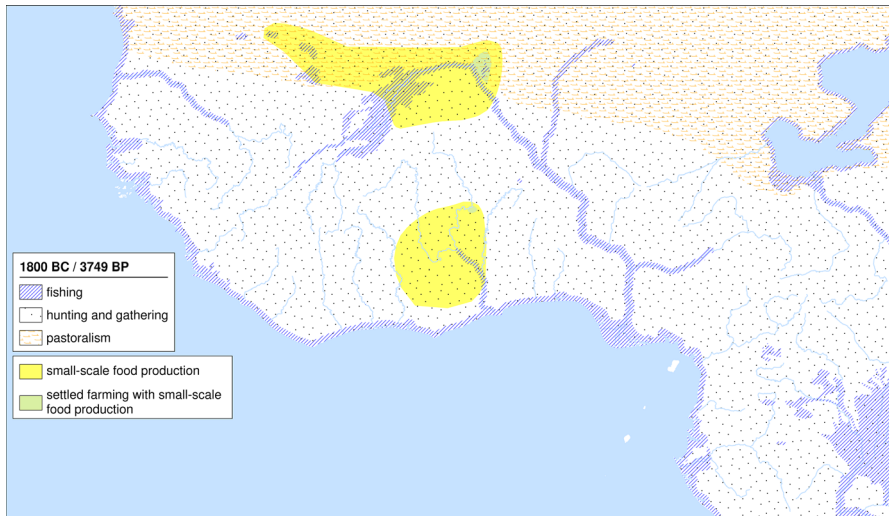 1800 BC / 3749 BP
fishing
hunting and gathering
pastoralism
small-scale food production
settled farming with small-scale
food production